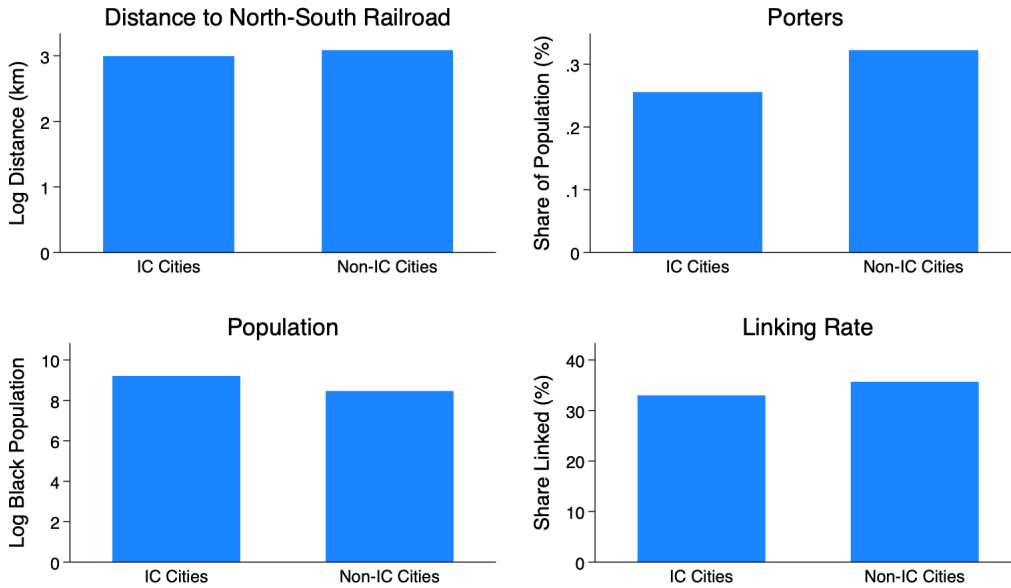 Distance to North-South Railroad
Log Distance (km)
3
2
1
0
IC Cities
Non-IC Cities
Porters
Share of Population (%)
.3
.2
.1
0
IC Cities
Non-IC Cities
Population
Log Black Population
10
8
6
4
2
0
IC Cities
Non-IC Cities
Linking Rate
Share Linked (%)
40
30
20
10
0
IC Cities
Non-IC Cities